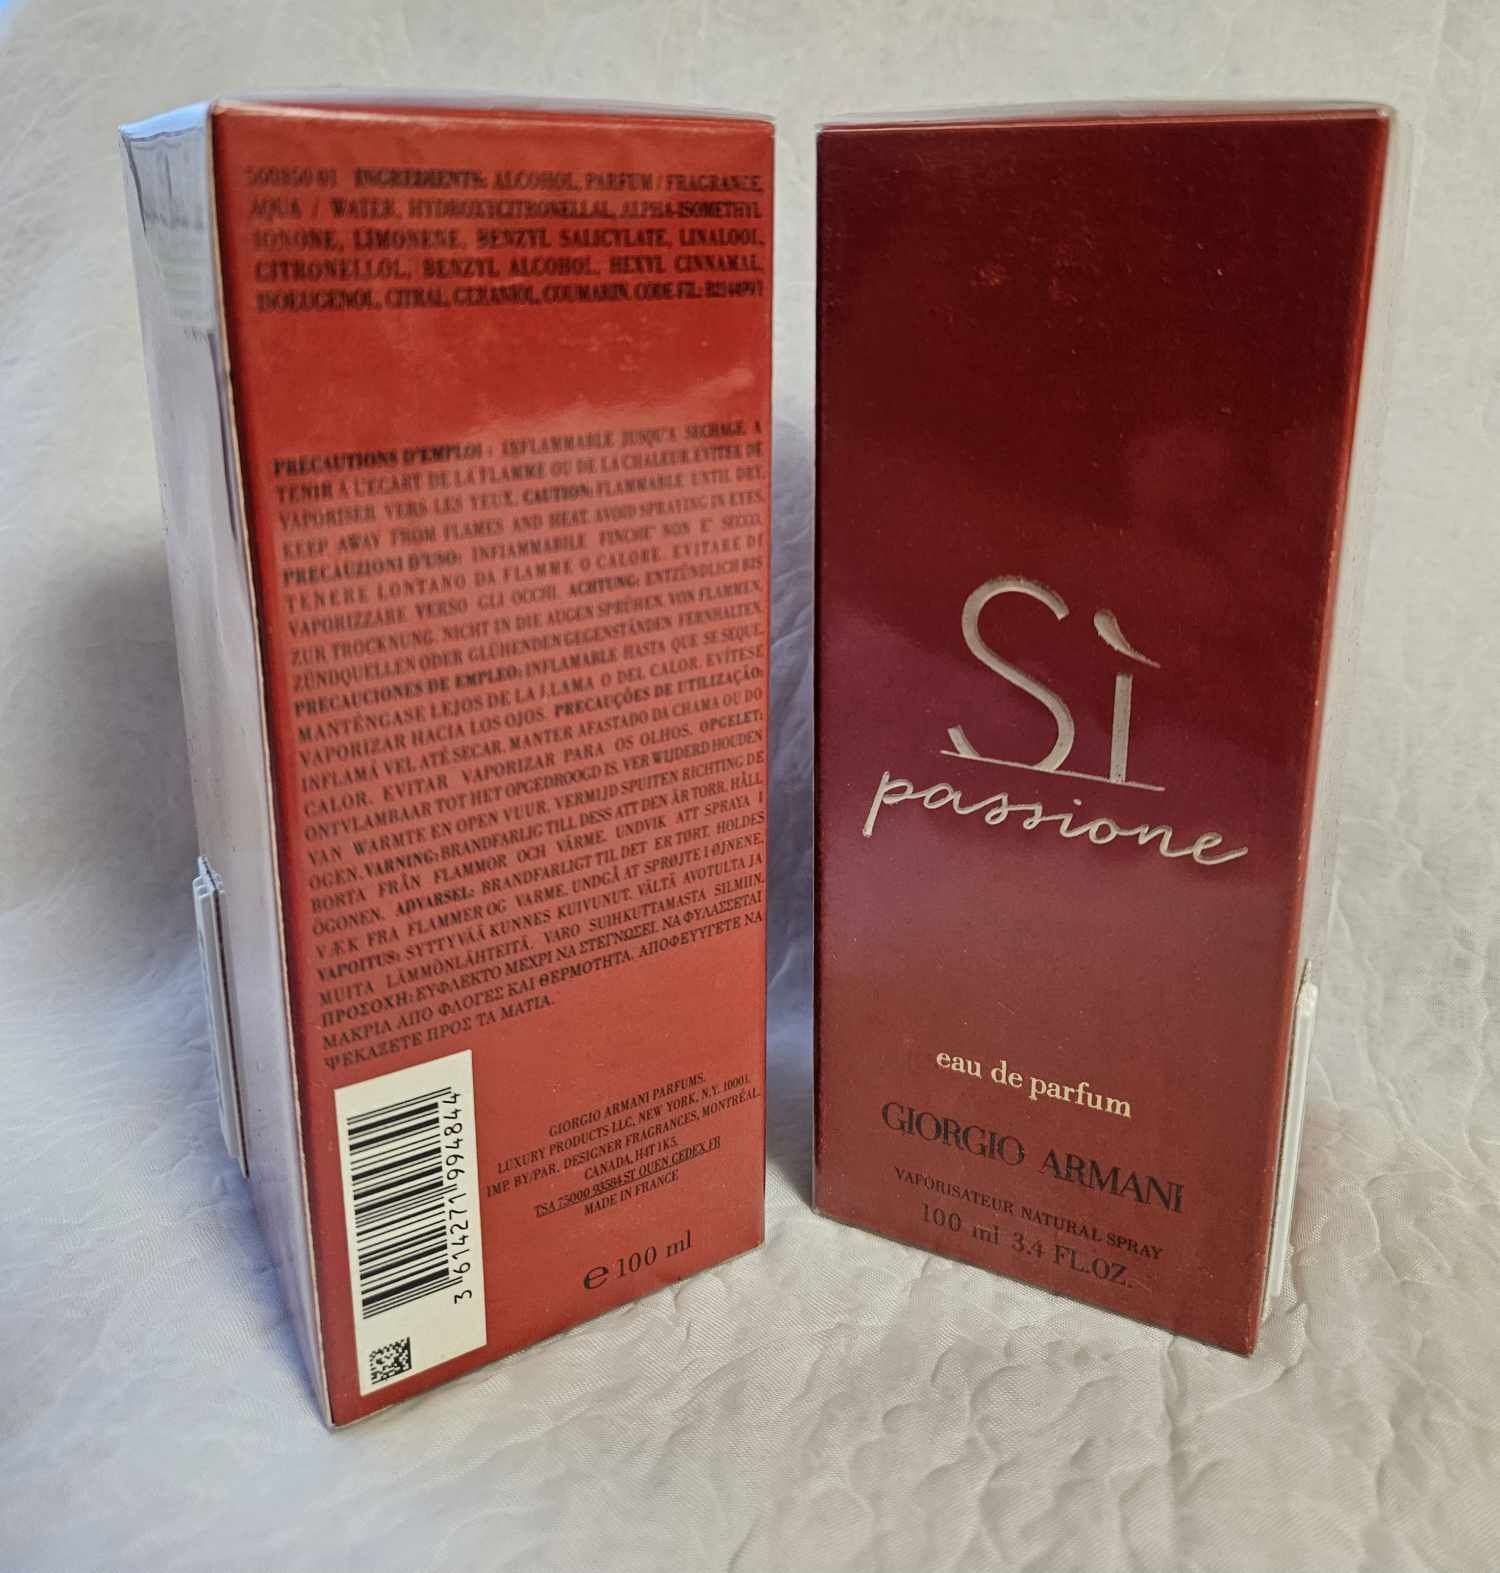 INGREDIENTS: ALCOHOL, PARFUM / FRAGRANCE,
AQUA / WATER, HYDROXYCITRONELLAL, ALPHA-ISOMETHYL
IONONE, LIMONENE, BENZYL SALICYLATE, LINALOOL,
CITRONELLOL, BENZYL ALCOHOL, HEXYL CINNAMAL,
ISOEUGENOL, CITRAL, GERANIOL, COUMARIN. CODE FIL:
PRÉCAUTIONS D'EMPLOI : INFLAMMABLE JUSQU'A SECHAGE. A
TENIR A L'ECART DE LA FLAMME OU DE LA CHALEUR. EVITER DE
VAPORISER VERS LES YEUX. CAUTION: FLAMMABLE UNTIL DRY.
KEEP AWAY FROM FLAMES AND HEAT. AVOID SPRAYING IN EYES.
PRECAUZIONI D'USO: INFIAMMABILE FINCHE' NON E' SECCO.
TENERE LONTANO DA FLAMME O CALORE. EVITARE DI
VAPORIZZARE VERSO GLI OCCHI. ACHTUNG: ENTZÜNDLICH BIS
ZUR TROCKNUNG. NICHT IN DIE AUGEN SPRÜHEN. VON FLAMMEN,
ZÜNDQUELLEN ODER GLÜHENDEN GEGENSTÄNDEN FERNHALTEN.
PRECAUCIONES DE EMPLEO: INFLAMABLE HASTA QUE SE SEQUE.
MANTÉNGASE LEJOS DE LA LLAMA O DEL CALOR. EVÍTESE
VAPORIZAR HACIA LOS OJOS. PRECAUÇÕES DE UTILIZAÇÃO:
INFLAMÁ VEL ATÉ SECAR. MANTER AFASTADO DA CHAMA OU DO
CALOR. EVITAR VAPORIZAR PARA OS OLHOS. OPGELET:
ONTVLAMBAAR TOT HET OPGEDROOGD IS. VER WIJDERD HOUDEN
VAN WARMTE EN OPEN VUUR. VERMIJD SPUITEN RICHTING DE
OGEN. VARNING: BRANDFARLIG TILL DESS ATT DEN ÄR TORR. HÅLL
BORTA FRÅN FLAMMOR OCH VÄRME. UNDVIK ATT SPRAYA I
ÖGONEN. ADVARSEL: BRANDFARLIGT TIL DET ER TØRT. HOLDES
VÆK FRA FLAMMER OG VARME. UNDGÅ AT SPRØJTE I ØJNENE.
VAPOITUS: SYTTYVÄÄ KUNNES KUIVUNUT. VÄLTÄ AVOTULTA JA
MUITA LÄMMÖNLÄHTEITÄ. VARO SUIHKUTTAMASTA SILMIIN.
ΠΡΟΣΟΧΗ: ΕΥΦΛΕΚΤΟ ΜΕΧΡΙ ΝΑ ΣΤΕΓΝΩΣΕΙ. ΝΑ ΦΥΛΑΣΣΕΤΑΙ
ΜΑΚΡΙΑ ΑΠΟ ΦΛΟΓΕΣ ΚΑΙ ΘΕΡΜΟΤΗΤΑ. ΑΠΟΦΕΥΓΕΤΕ ΝΑ
ΨΕΚΑΖΕΤΕ ΠΡΟΣ ΤΑ ΜΑΤΙΑ.
3 614271 994844
GIORGIO ARMANI PARFUMS.
LUXURY PRODUCTS LLC, NEW YORK, N.Y. 10001.
IMP. BY/PAR. DESIGNER FRAGRANCES, MONTRÉAL.
CANADA, H4T 1K5.
TSA 75000 93584 ST OUEN CEDEX.FR
MADE IN FRANCE
℮ 100 ml
Sì
passione
eau de parfum
GIORGIO ARMANI
VAPORISATEUR NATURAL SPRAY
100 ml 3.4 FL.OZ.